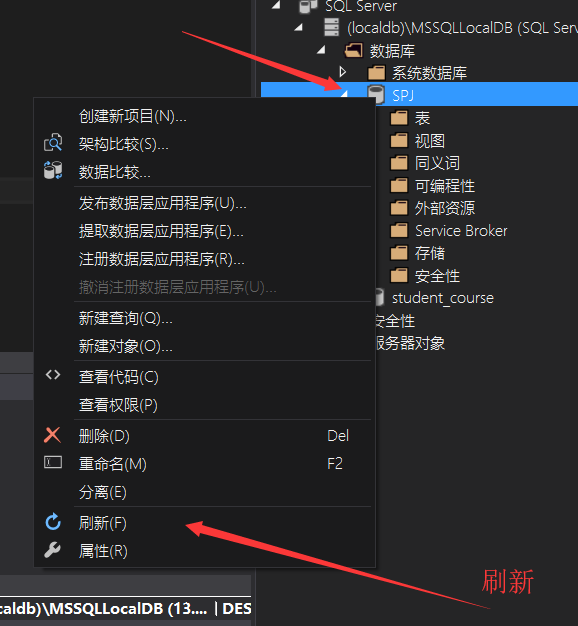 SQL Server
(localdb)\MSSQLLocalDB (SQL Serv
数据库
系统数据库
SPJ
表
视图
同义词
可编程性
外部资源
Service Broker
存储
安全性
student_course
安全性
服务器对象
创建新项目(N)...
架构比较(S)...
数据比较...
发布数据层应用程序(U)...
提取数据层应用程序(E)...
注册数据层应用程序(R)...
撤消注册数据层应用程序(U)...
新建查询(Q)...
新建对象(O)...
查看代码(C)
查看权限(P)
删除(D) Del
重命名(M) F2
分离(E)
刷新(F)
属性(R)
刷新
caldb)\MSSQLLocalDB (13.... | DES